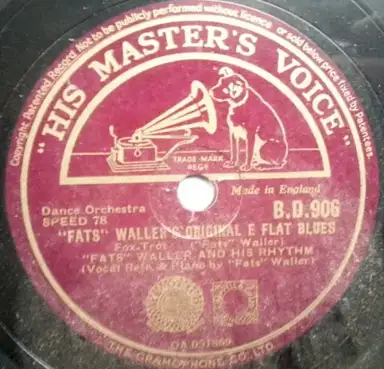 Copyright. Patented Record. Not to be publicly performed without licence or sold below price fixed by Patentees.
"HIS MASTER'S VOICE"
TRADE-MARK
REGD
Made in England
Dance Orchestra
SPEED 78
B.D.906
"FATS" WALLER'S ORIGINAL E FLAT BLUES
Fox-Trot ("Fats" Waller)
"FATS" WALLER AND HIS RHYTHM
(Vocal Refn. & Piano by "Fats" Waller)
THE GRAMOPHONE CO. LTD.